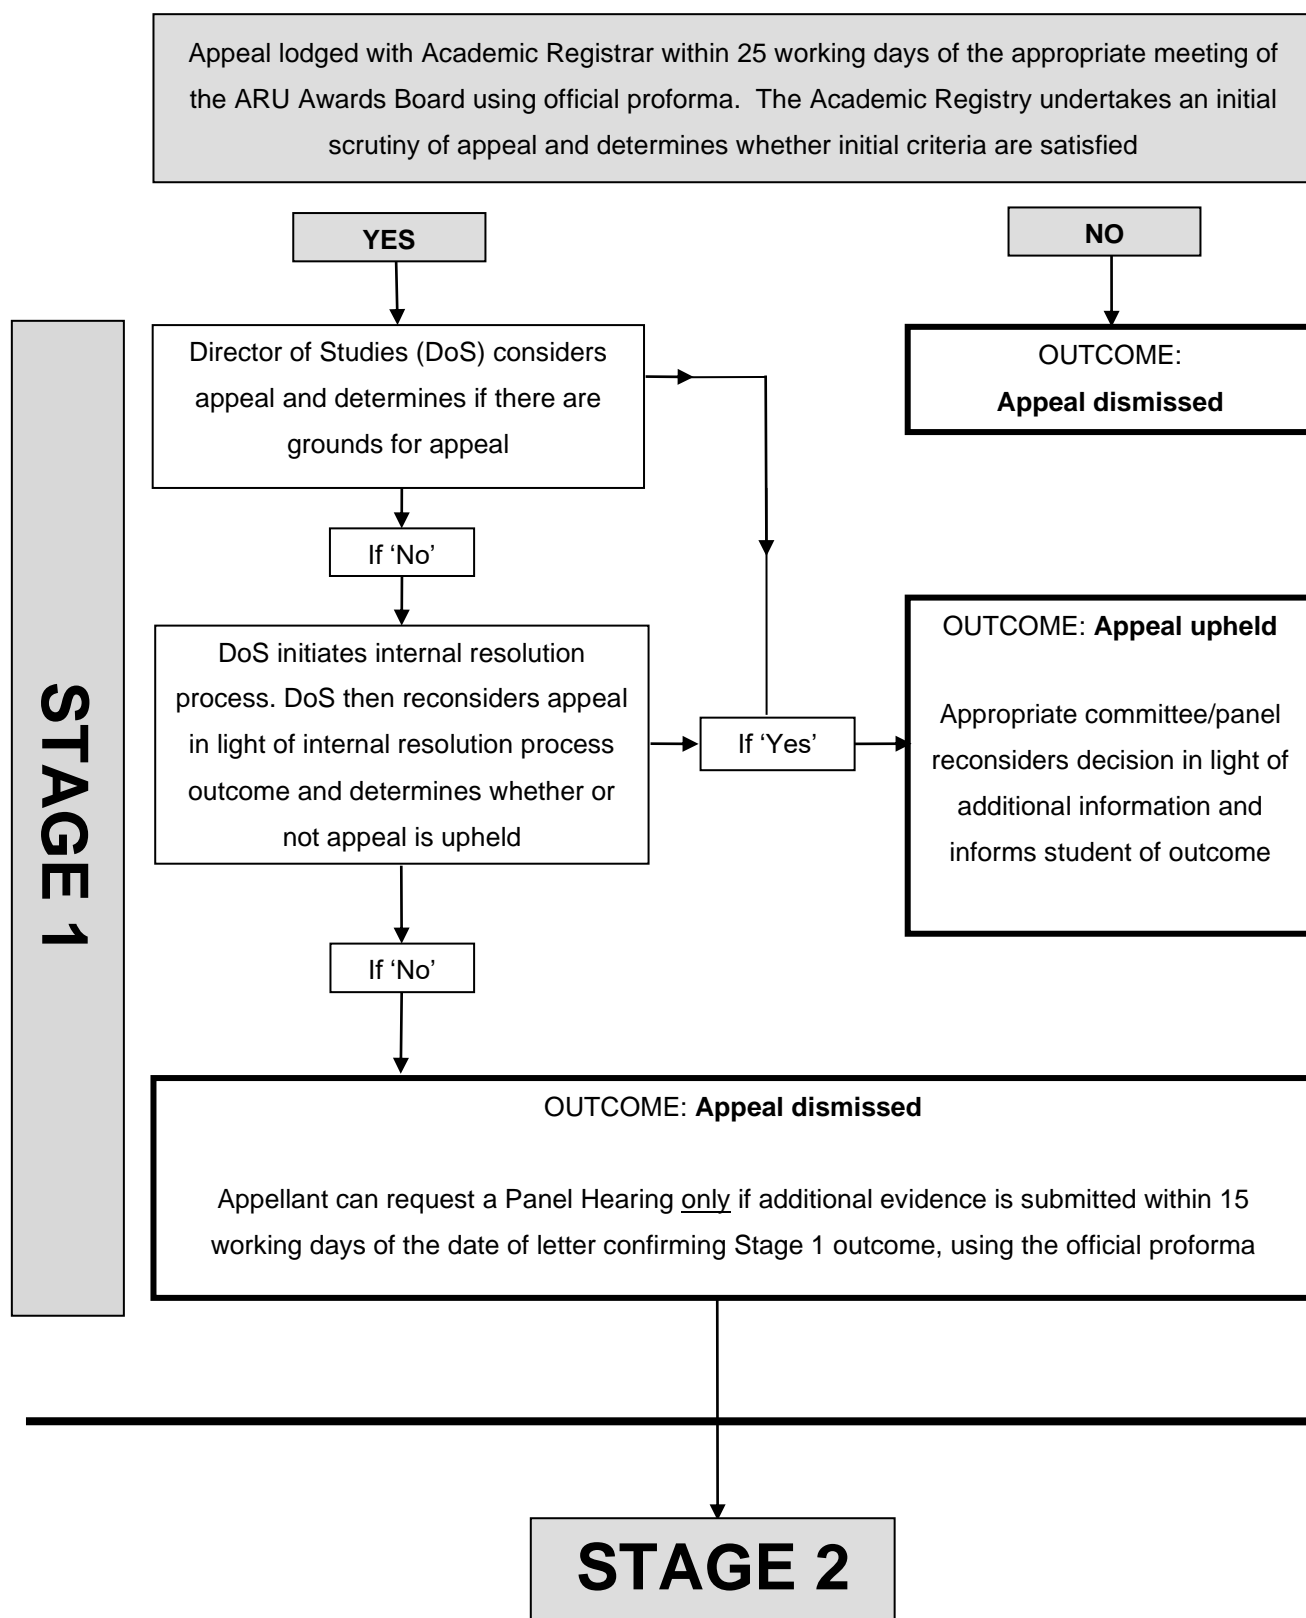 Appeal lodged with Academic Registrar within 25 working days of the appropriate meeting of
the ARU Awards Board using official proforma.  The Academic Registry undertakes an initial
scrutiny of appeal and determines whether initial criteria are satisfied
YES
NO
Director of Studies (DoS) considers
appeal and determines if there are
grounds for appeal
OUTCOME:
Appeal dismissed
If ‘No’
DoS initiates internal resolution
process. DoS then reconsiders appeal
in light of internal resolution process
outcome and determines whether or
not appeal is upheld
If ‘Yes’
OUTCOME: Appeal upheld
Appropriate committee/panel
reconsiders decision in light of
additional information and
informs student of outcome
STAGE 1
If ‘No’
OUTCOME: Appeal dismissed
Appellant can request a Panel Hearing only if additional evidence is submitted within 15
working days of the date of letter confirming Stage 1 outcome, using the official proforma
STAGE 2